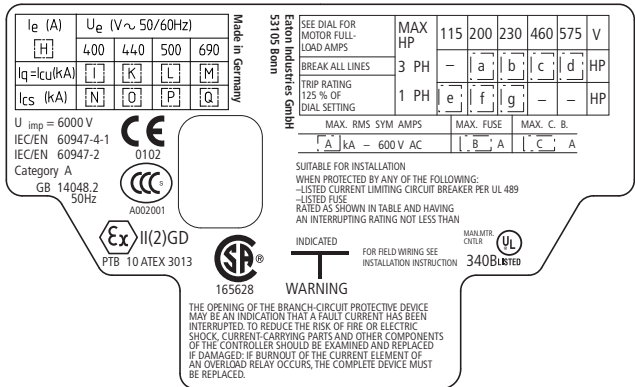 Ie (A) Ue (V~ 50/60Hz)
H 400 440 500 690
Iq=Icu(kA) I K L M
Ics (kA) N O P Q
Made in Germany
Eaton Industries GmbH
53105 Bonn
U imp = 6000 V
IEC/EN 60947-4-1
IEC/EN 60947-2
Category A
GB 14048.2
50Hz
CE
0102
CCC S
A002001
Ex II(2)GD
PTB 10 ATEX 3013
SA ®
165628
SEE DIAL FOR
MOTOR FULL-
LOAD AMPS
BREAK ALL LINES
TRIP RATING
125 % OF
DIAL SETTING
MAX
HP
115 200 230 460 575 V
3 PH – a b c d HP
1 PH e f g – – HP
MAX. RMS SYM AMPS MAX. FUSE MAX. C. B.
A kA – 600 V AC B A C A
SUITABLE FOR INSTALLATION
WHEN PROTECTED BY ANY OF THE FOLLOWING:
–LISTED CURRENT LIMITING CIRCUIT BREAKER PER UL 489
–LISTED FUSE
RATED AS SHOWN IN TABLE AND HAVING
AN INTERRUPTING RATING NOT LESS THAN
INDICATED
FOR FIELD WIRING SEE
INSTALLATION INSTRUCTION
MAN.MTR.
CNTLR
340B
UL
LISTED
WARNING
THE OPENING OF THE BRANCH-CIRCUIT PROTECTIVE DEVICE
MAY BE AN INDICATION THAT A FAULT CURRENT HAS BEEN
INTERRUPTED. TO REDUCE THE RISK OF FIRE OR ELECTRIC
SHOCK, CURRENT-CARRYING PARTS AND OTHER COMPONENTS
OF THE CONTROLLER SHOULD BE EXAMINED AND REPLACED
IF DAMAGED: IF BURNOUT OF THE CURRENT ELEMENT OF
AN OVERLOAD RELAY OCCURS, THE COMPLETE DEVICE MUST
BE REPLACED.